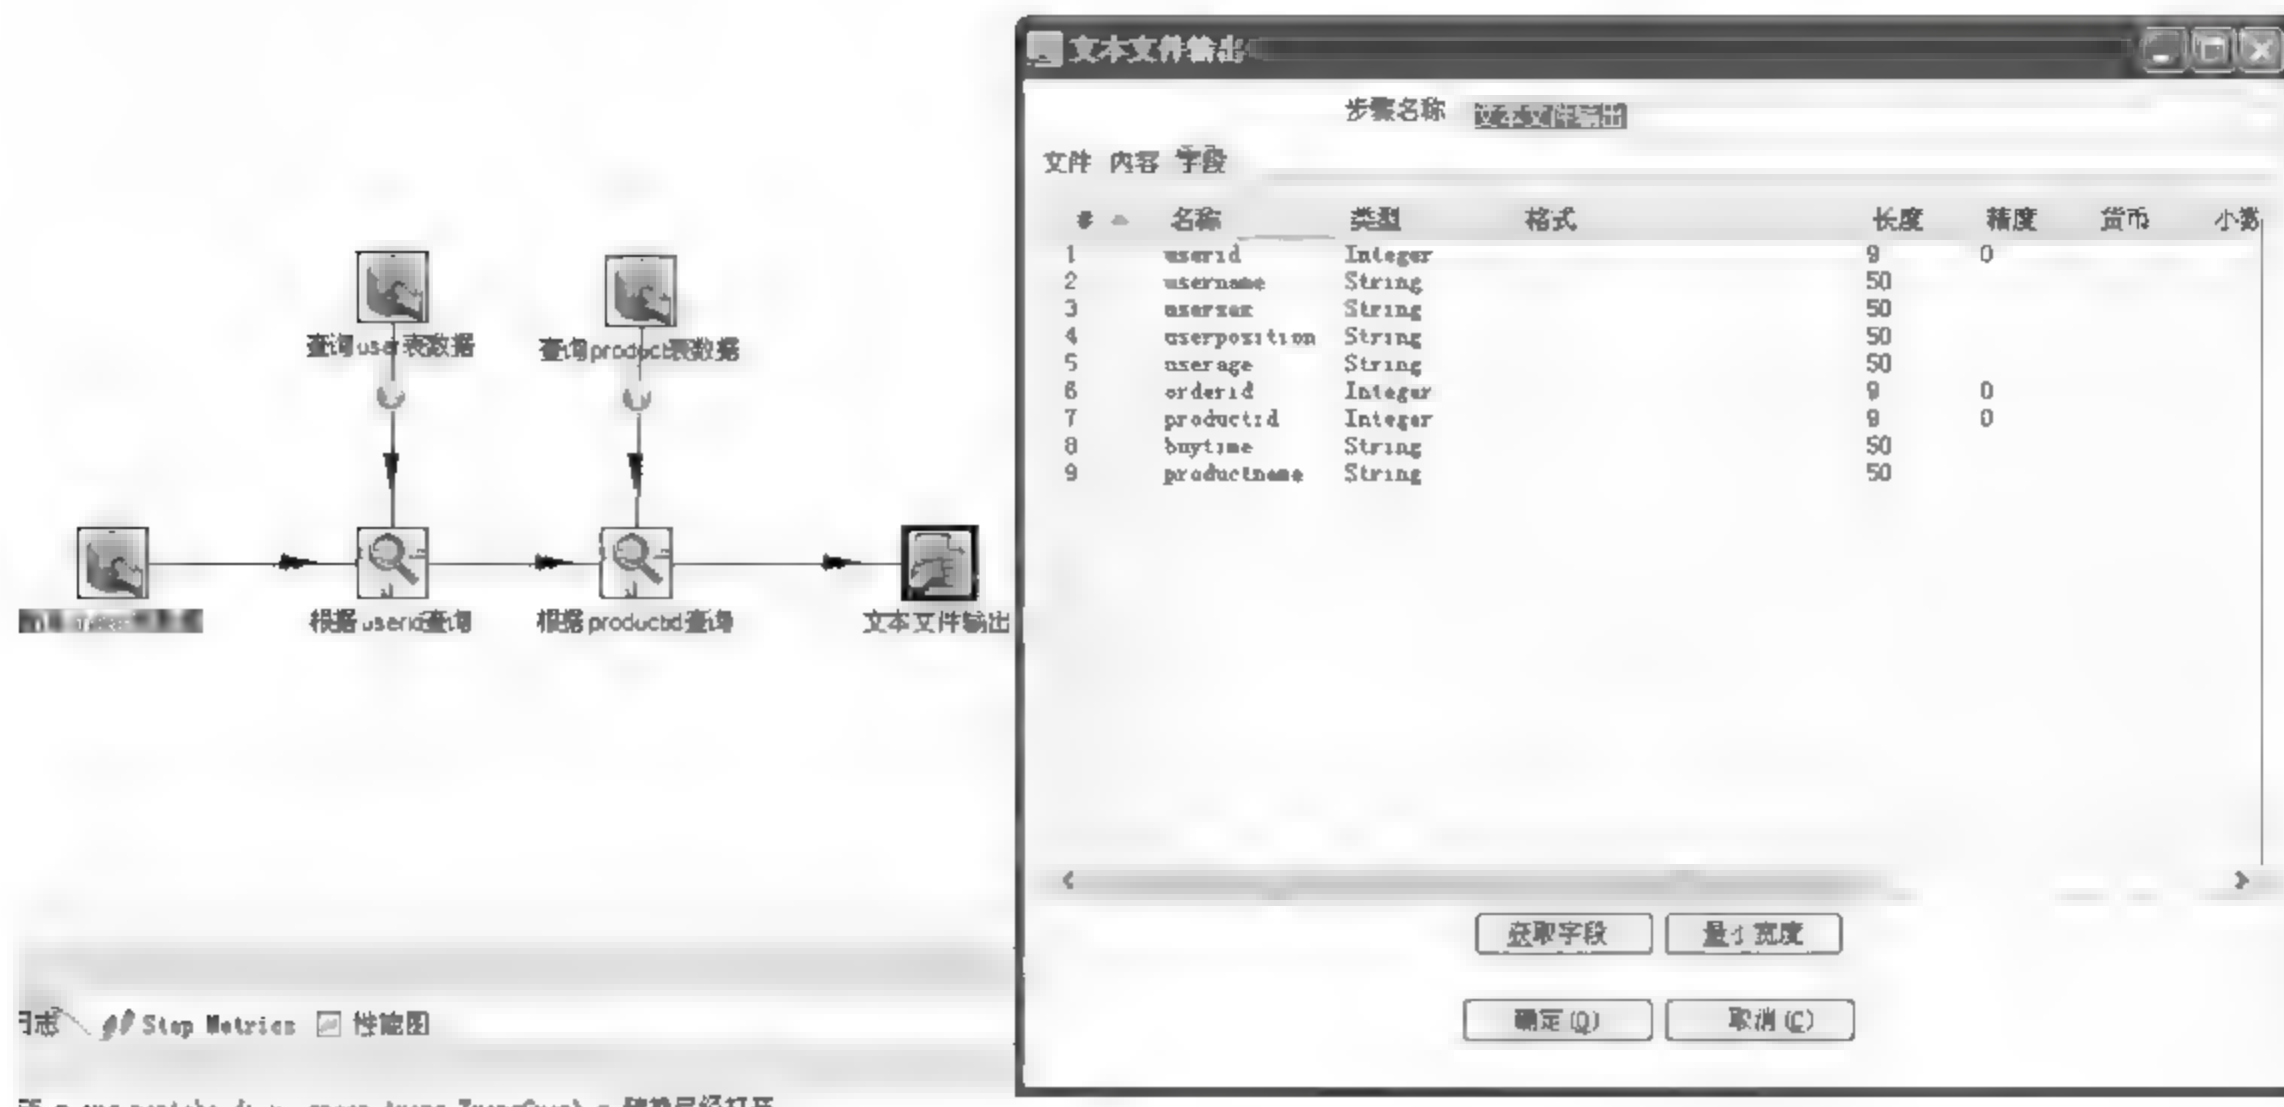 文本文件输出
步骤名称 文本文件输出
文件 内容 字段
# 名称 类型 格式 长度 精度 货币 小数
1 userid Integer 9 0
2 username String 50
3 usersex String 50
4 userposition String 50
5 userage String 50
6 orderid Integer 9 0
7 productid Integer 9 0
8 buytime String 50
9 productname String 50
获取字段 最小宽度
确定(O) 取消(C)
查询user表数据
查询product表数据
根据userid查询
根据productid查询
文本文件输出
日志 Step Metrics 性能图